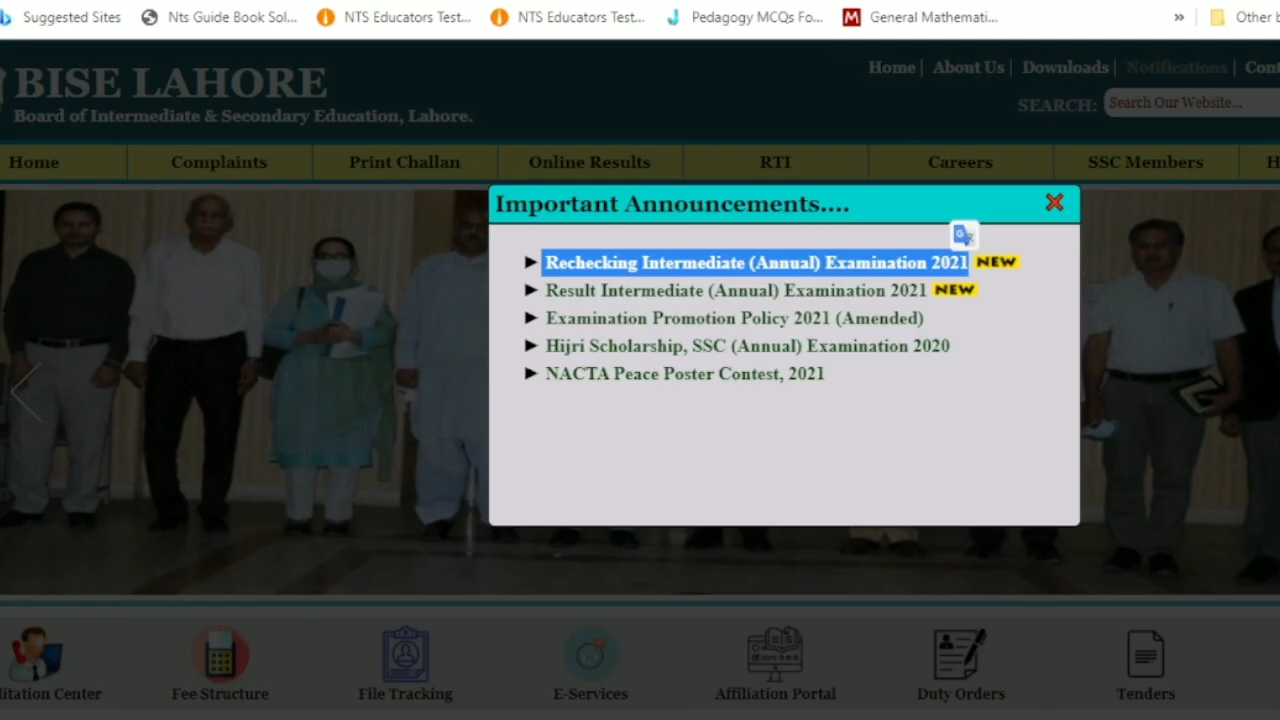 Suggested Sites
Nts Guide Book Sol...
NTS Educators Test...
NTS Educators Test...
Pedagogy MCQs Fo...
General Mathemati...
»
Other
BISE LAHORE
Board of Intermediate & Secondary Education, Lahore.
Home| About Us| Downloads| Notifications |
SEARCH: Search Our Website...
Home
Complaints
Print Challan
Online Results
RTI
Careers
SSC Members
Important Announcements....
► Rechecking Intermediate (Annual) Examination 2021 NEW
► Result Intermediate (Annual) Examination 2021 NEW
► Examination Promotion Policy 2021 (Amended)
► Hijri Scholarship, SSC (Annual) Examination 2020
► NACTA Peace Poster Contest, 2021
Center
Fee Structure
File Tracking
E-Services
Affiliation Portal
Duty Orders
Tenders